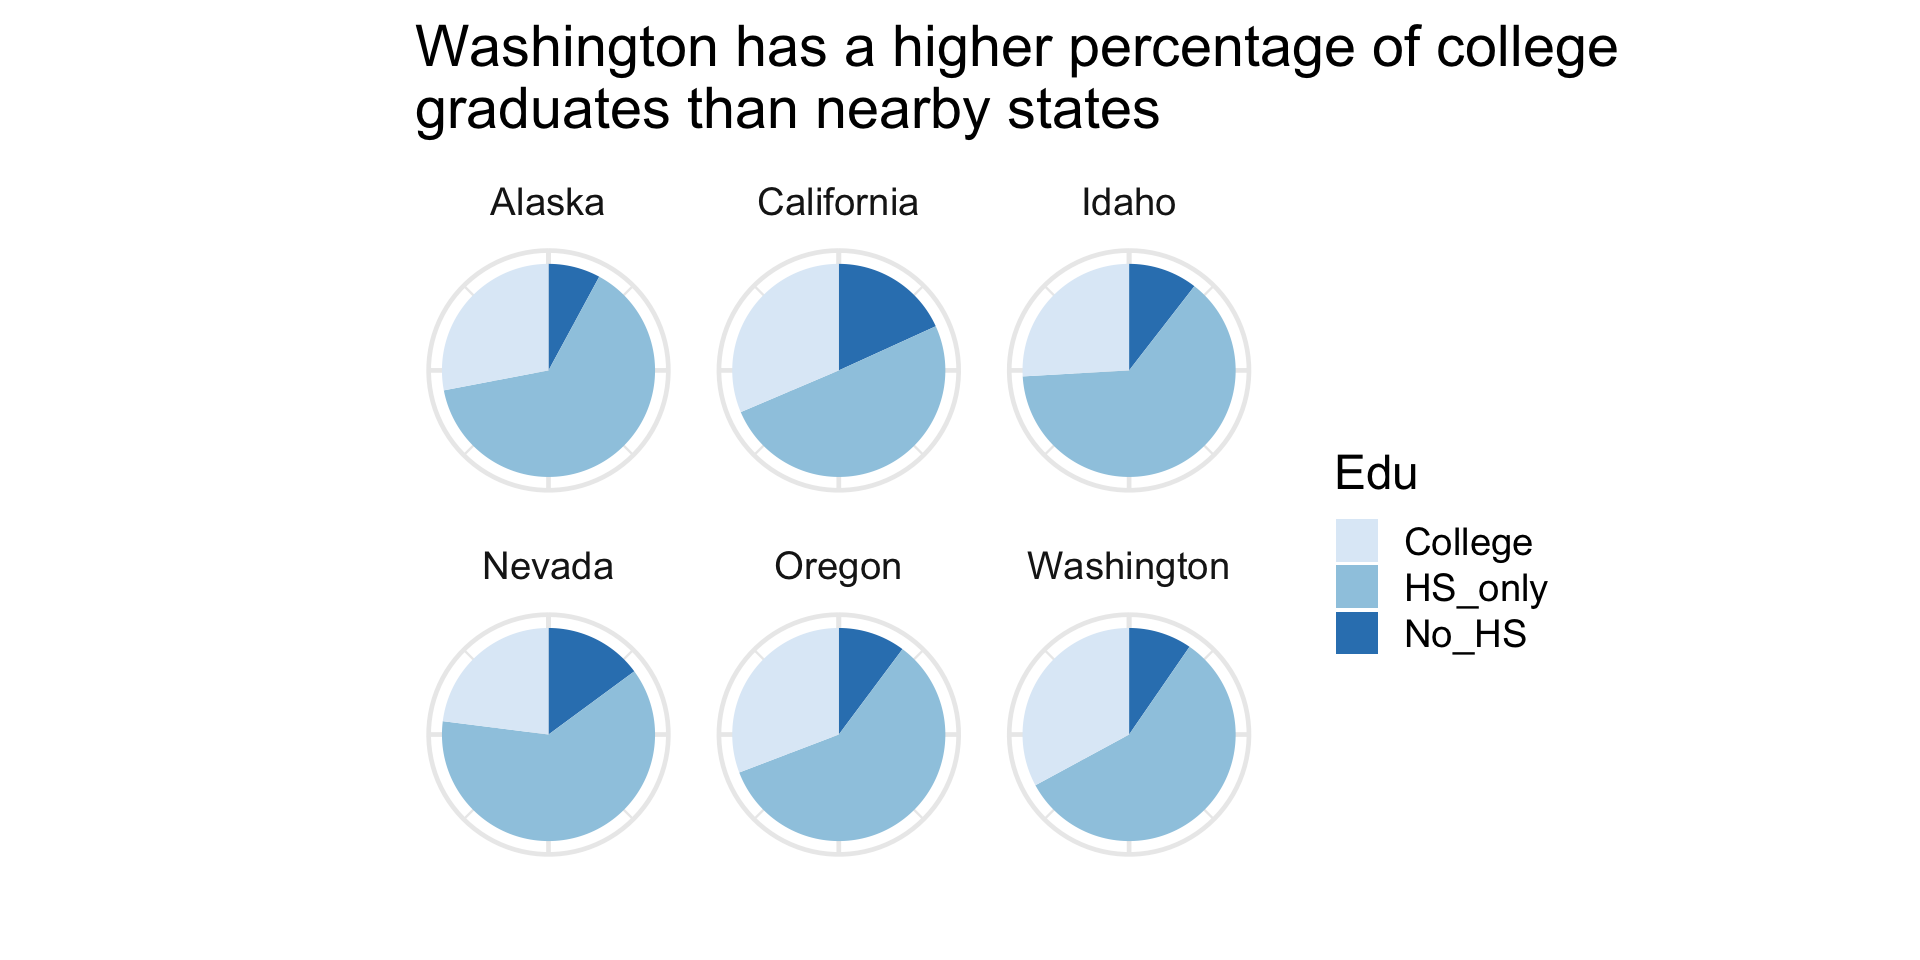 Washington has a higher percentage of college
graduates than nearby states
Alaska
California
Idaho
Nevada
Oregon
Washington
Edu
College
HS_only
No_HS